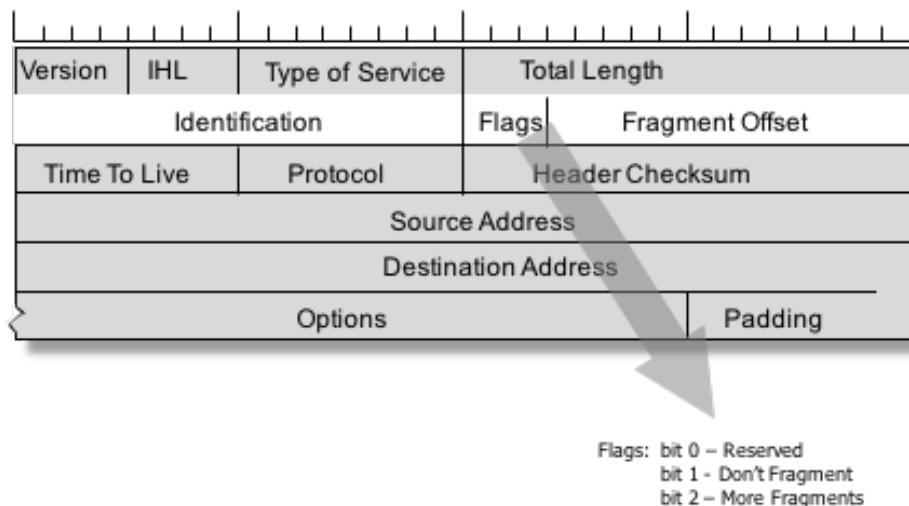 Version IHL Type of Service Total Length
Identification Flags Fragment Offset
Time To Live Protocol Header Checksum
Source Address
Destination Address
Options Padding
Flags: bit 0 – Reserved
bit 1 - Don't Fragment
bit 2 – More Fragments